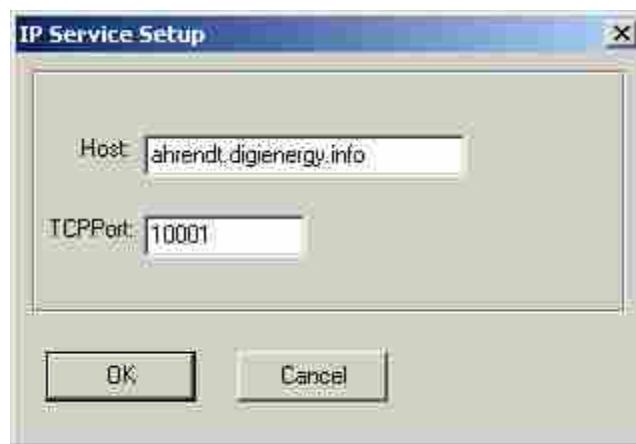 IP Service Setup
Host: ahrendt.digienergy.info
TCPPort: 10001
OK Cancel